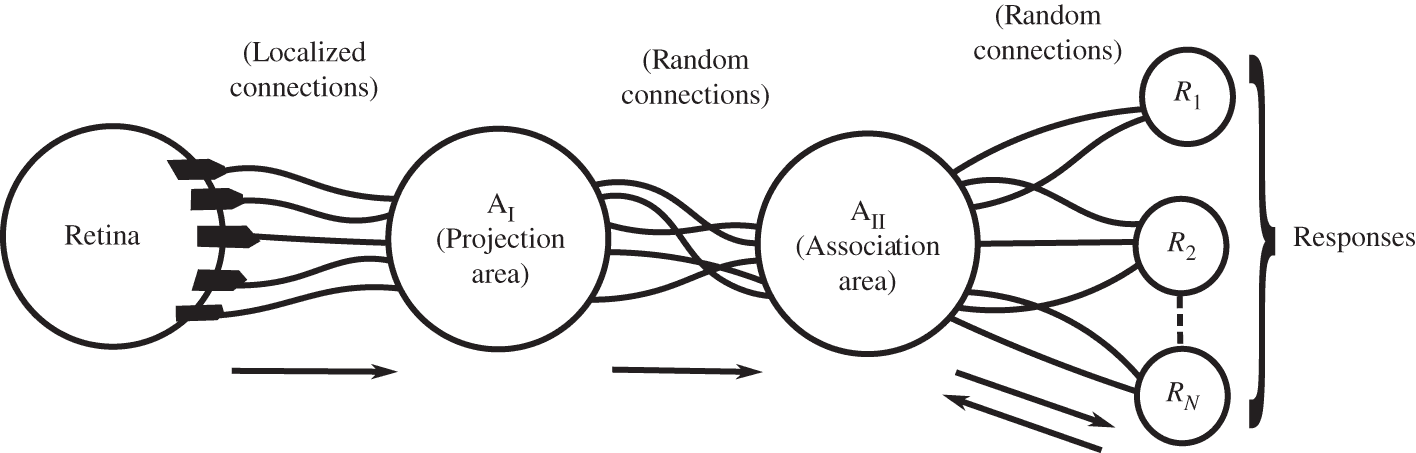 (Localized
connections)
(Random
connections)
(Random
connections)
Retina
A_I
(Projection
area)
A_II
(Association
area)
R_1
R_2
R_N
Responses